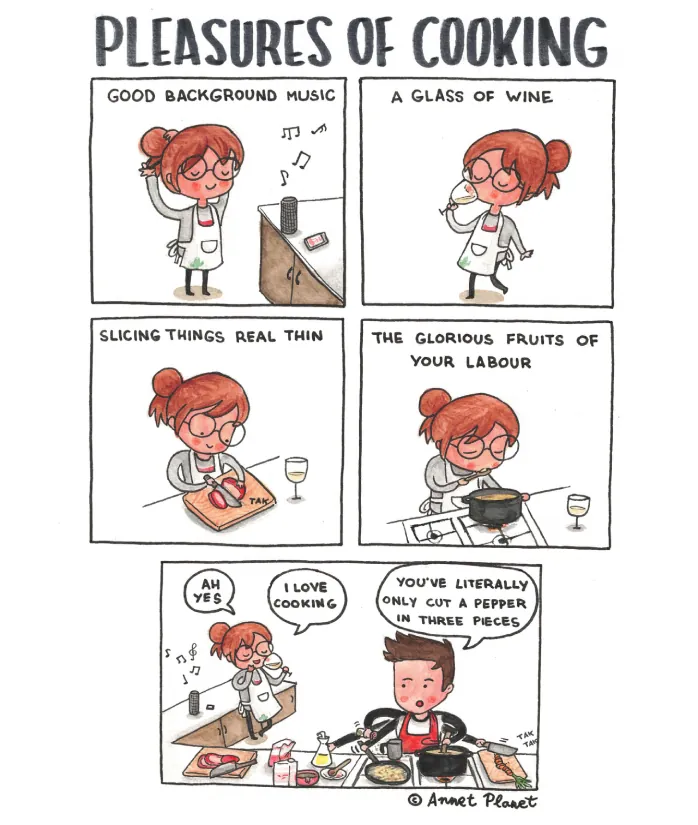 PLEASURES OF COOKING
GOOD BACKGROUND MUSIC
A GLASS OF WINE
SLICING THINGS REAL THIN
TAK
THE GLORIOUS FRUITS OF
YOUR LABOUR
AH
YES
I LOVE
COOKING
YOU'VE LITERALLY
ONLY CUT A PEPPER
IN THREE PIECES
TAK
TAK
© Annet Planet